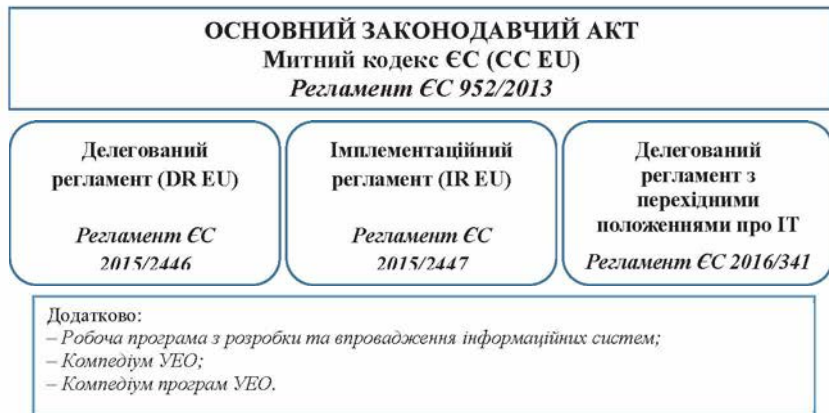 ОСНОВНИЙ ЗАКОНОДАВЧИЙ АКТ
Митний кодекс ЄС (CC EU)
Регламент ЄС 952/2013
Делегований
регламент (DR EU)
Регламент ЄС
2015/2446
Імплементаційний
регламент (IR EU)
Регламент ЄС
2015/2447
Делегований
регламент з
перехідними
положеннями про ІТ
Регламент ЄС 2016/341
Додатково:
– Робоча програма з розробки та впровадження інформаційних систем;
– Компедіум УЕО;
– Компедіум програм УЕО.